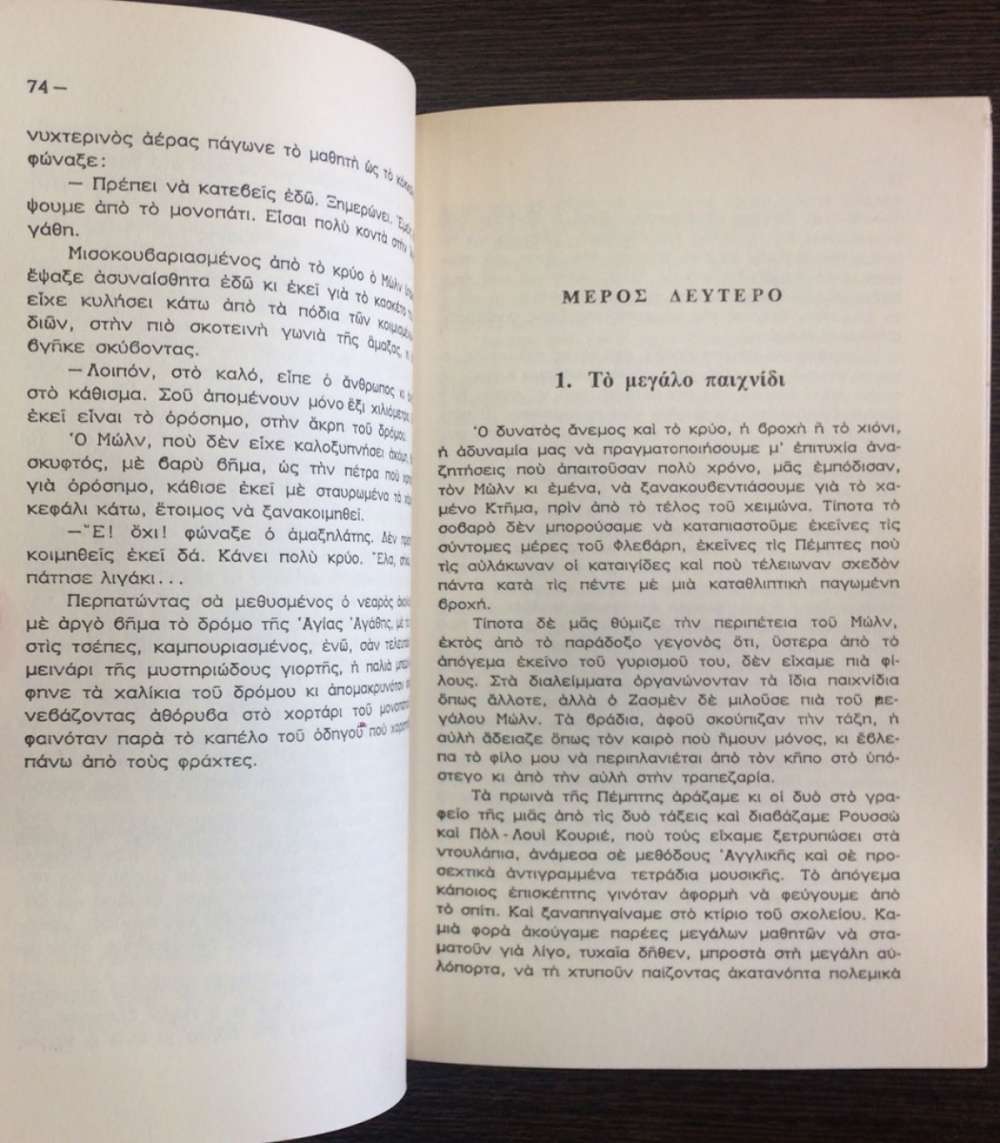 74 —
νυχτερινὸς ἀέρας πάγωνε τὸ μαθητὴ ὡς τὸ
φώναξε:
— Πρέπει νὰ κατεβεῖς ἐδῶ. Ξημερώνει.
ψουμε ἀπὸ τὸ μονοπάτι. Εἶσαι πολὺ κοντὰ στὴν
γάθη.
Μισοκουβαριασμένος ἀπὸ τὸ κρύο ὁ Μὼλν
ἔψαξε ἀσυναίσθητα ἐδῶ κι ἐκεῖ γιὰ τὸ κασκέτο
εἶχε κυλήσει κάτω ἀπὸ τὰ πόδια τῶν
διῶν, στὴν πιὸ σκοτεινὴ γωνιὰ τῆς ἅμαξας,
βγῆκε σκύβοντας.
— Λοιπόν, στὸ καλό, εἶπε ὁ ἄνθρωπος κι
στὸ κάθισμα. Σοῦ ἀπομένουν μόνο ἕξι χιλιόμετρα
ἐκεῖ εἶναι τὸ ὁρόσημο, στὴν ἄκρη τοῦ δρόμου.
Ὁ Μὼλν, ποὺ δὲν εἶχε καλοξυπνήσει ἀκόμη,
σκυφτός, μὲ βαρὺ βῆμα, ὡς τὴν πέτρα ποὺ
γιὰ ὁρόσημο, κάθισε ἐκεῖ μὲ σταυρωμένα τὰ
κεφάλι κάτω, ἕτοιμος νὰ ξανακοιμηθεῖ.
—Ἔ! ὄχι! φώναξε ὁ ἁμαξηλάτης. Δὲν
κοιμηθεῖς ἐκεῖ δά. Κάνει πολὺ κρύο. Ἔλα,
πάτησε λιγάκι...
Περπατώντας σὰ μεθυσμένος ὁ νεαρὸς
μὲ ἀργὸ βῆμα τὸ δρόμο τῆς Ἁγίας Ἀγάθης, μὲ
στὶς τσέπες, καμπουριασμένος, ἐνῶ, σὰν
μεινάρι τῆς μυστηριώδους γιορτῆς, ἡ παλιὰ
φηνε τὰ χαλίκια τοῦ δρόμου κι ἀπομακρυνόταν
νεβάζοντας ἀθόρυβα στὸ χορτάρι τοῦ
φαινόταν παρὰ τὸ καπέλο τοῦ ὁδηγοῦ ποὺ
πάνω ἀπὸ τοὺς φράχτες.
ΜΕΡΟΣ ΔΕΥΤΕΡΟ
1. Τὸ μεγάλο παιχνίδι
Ὁ δυνατὸς ἄνεμος καὶ τὸ κρύο, ἡ βροχὴ ἢ τὸ χιόνι,
ἡ ἀδυναμία μας νὰ πραγματοποιήσουμε μ' ἐπιτυχία ἀνα-
ζητήσεις ποὺ ἀπαιτοῦσαν πολὺ χρόνο, μᾶς ἐμπόδισαν,
τὸν Μὼλν κι ἐμένα, νὰ ξανακουβεντιάσουμε γιὰ τὸ χα-
μένο Κτῆμα, πρὶν ἀπὸ τὸ τέλος τοῦ χειμώνα. Τίποτα τὸ
σοβαρὸ δὲν μπορούσαμε νὰ καταπιαστοῦμε ἐκεῖνες τὶς
σύντομες μέρες τοῦ Φλεβάρη, ἐκεῖνες τὶς Πέμπτες ποὺ
τὶς αὐλάκωναν οἱ καταιγίδες καὶ ποὺ τέλειωναν σχεδὸν
πάντα κατὰ τὶς πέντε μὲ μιὰ καταθλιπτικὴ παγωμένη
βροχή.
Τίποτα δὲ μᾶς θύμιζε τὴν περιπέτεια τοῦ Μὼλν,
ἐκτὸς ἀπὸ τὸ παράδοξο γεγονὸς ὅτι, ὕστερα ἀπὸ τὸ
ἀπόγεμα ἐκεῖνο τοῦ γυρισμοῦ του, δὲν εἴχαμε πιὰ φί-
λους. Στὰ διαλείμματα ὀργανώνονταν τὰ ἴδια παιχνίδια
ὅπως ἄλλοτε, ἀλλὰ ὁ Ζασμὲν δὲ μιλοῦσε πιὰ τοῦ με-
γάλου Μὼλν. Τὰ βράδια, ἀφοῦ σκούπιζαν τὴν τάξη, ἡ
αὐλὴ ἄδειαζε ὅπως τὸν καιρὸ ποὺ ἤμουν μόνος, κι ἔβλε-
πα τὸ φίλο μου νὰ περιπλανιέται ἀπὸ τὸν κῆπο στὸ ὑπό-
στεγο κι ἀπὸ τὴν αὐλὴ στὴν τραπεζαρία.
Τὰ πρωινὰ τῆς Πέμπτης ἀράζαμε κι οἱ δυὸ στὸ γρα-
φεῖο τῆς μιᾶς ἀπὸ τὶς δυὸ τάξεις καὶ διαβάζαμε Ρουσσὼ
καὶ Πὸλ - Λουὶ Κουριέ, ποὺ τοὺς εἴχαμε ξετρυπώσει στὰ
ντουλάπια, ἀνάμεσα σὲ μεθόδους Ἀγγλικῆς καὶ σὲ προ-
σεχτικὰ ἀντιγραμμένα τετράδια μουσικῆς. Τὸ ἀπόγεμα
κάποιος ἐπισκέπτης γινόταν ἀφορμὴ νὰ φεύγουμε ἀπὸ
τὸ σπίτι. Καὶ ξαναπηγαίναμε στὸ κτίριο τοῦ σχολείου. Κα-
μιὰ φορὰ ἀκούγαμε παρέες μεγάλων μαθητῶν νὰ στα-
ματοῦν γιὰ λίγο, τυχαῖα δῆθεν, μπροστὰ στὴ μεγάλη αὐ-
λόπορτα, νὰ τὴ χτυποῦν παίζοντας ἀκατανόητα πολεμικὰ